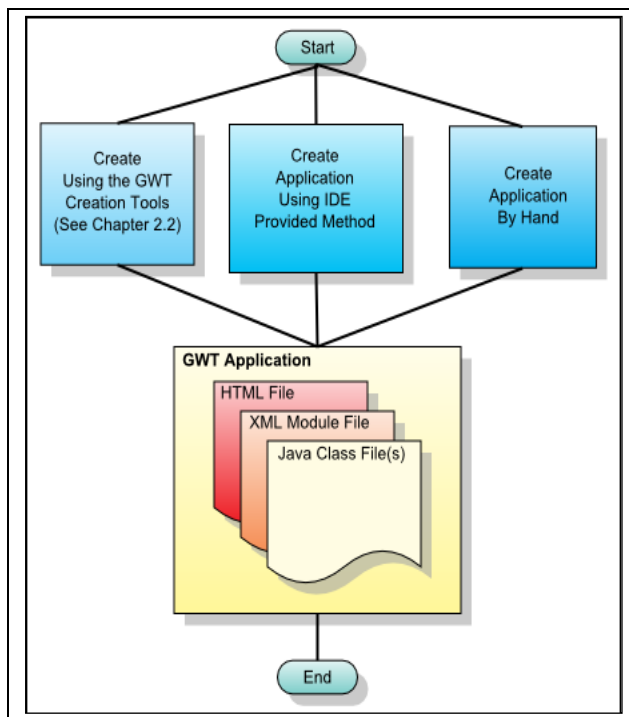 Start
Create
Using the GWT
Creation Tools
(See Chapter 2.2)
Create
Application
Using IDE
Provided Method
Create
Application
By Hand
GWT Application
HTML File
XML Module File
Java Class File(s)
End